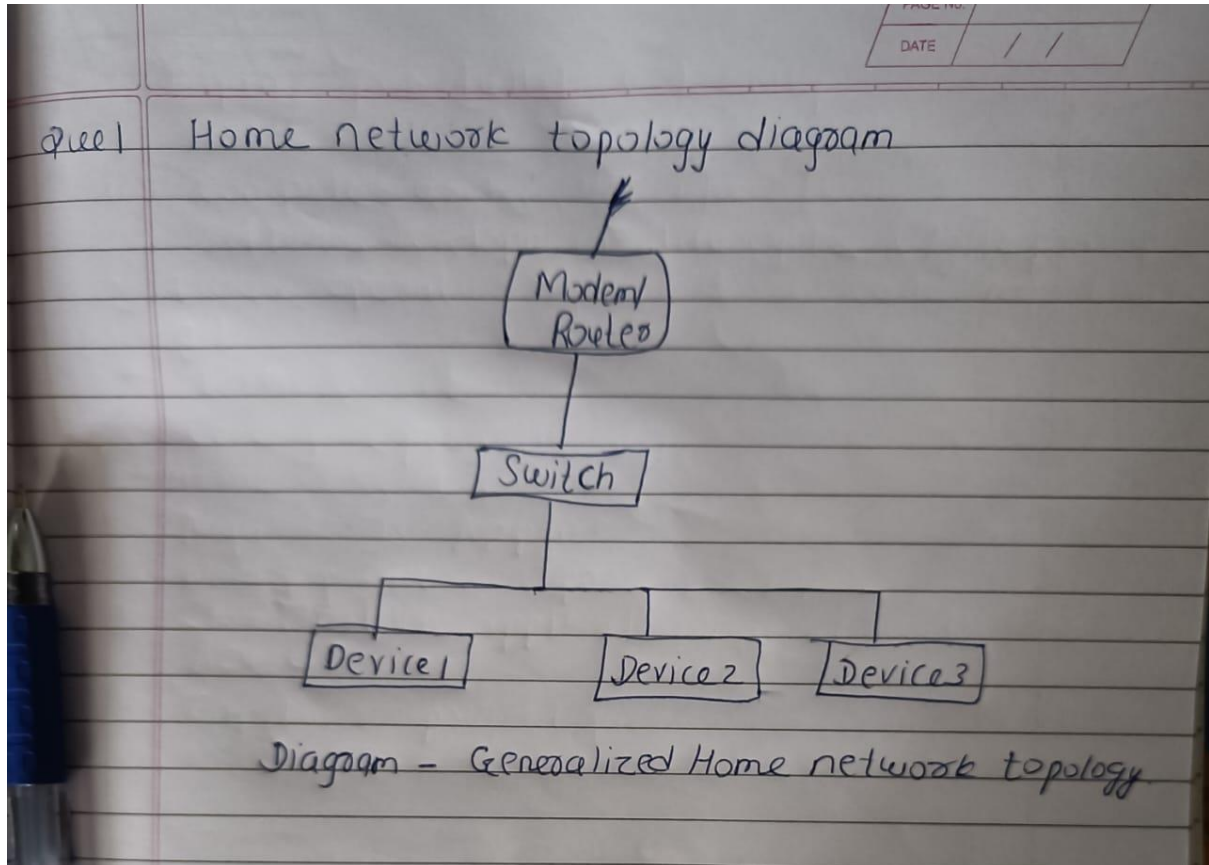 DATE / /
Que1 Home network topology diagram
Modem/
Router
Switch
Device1 Device2 Device3
Diagram - Generalized Home network topology